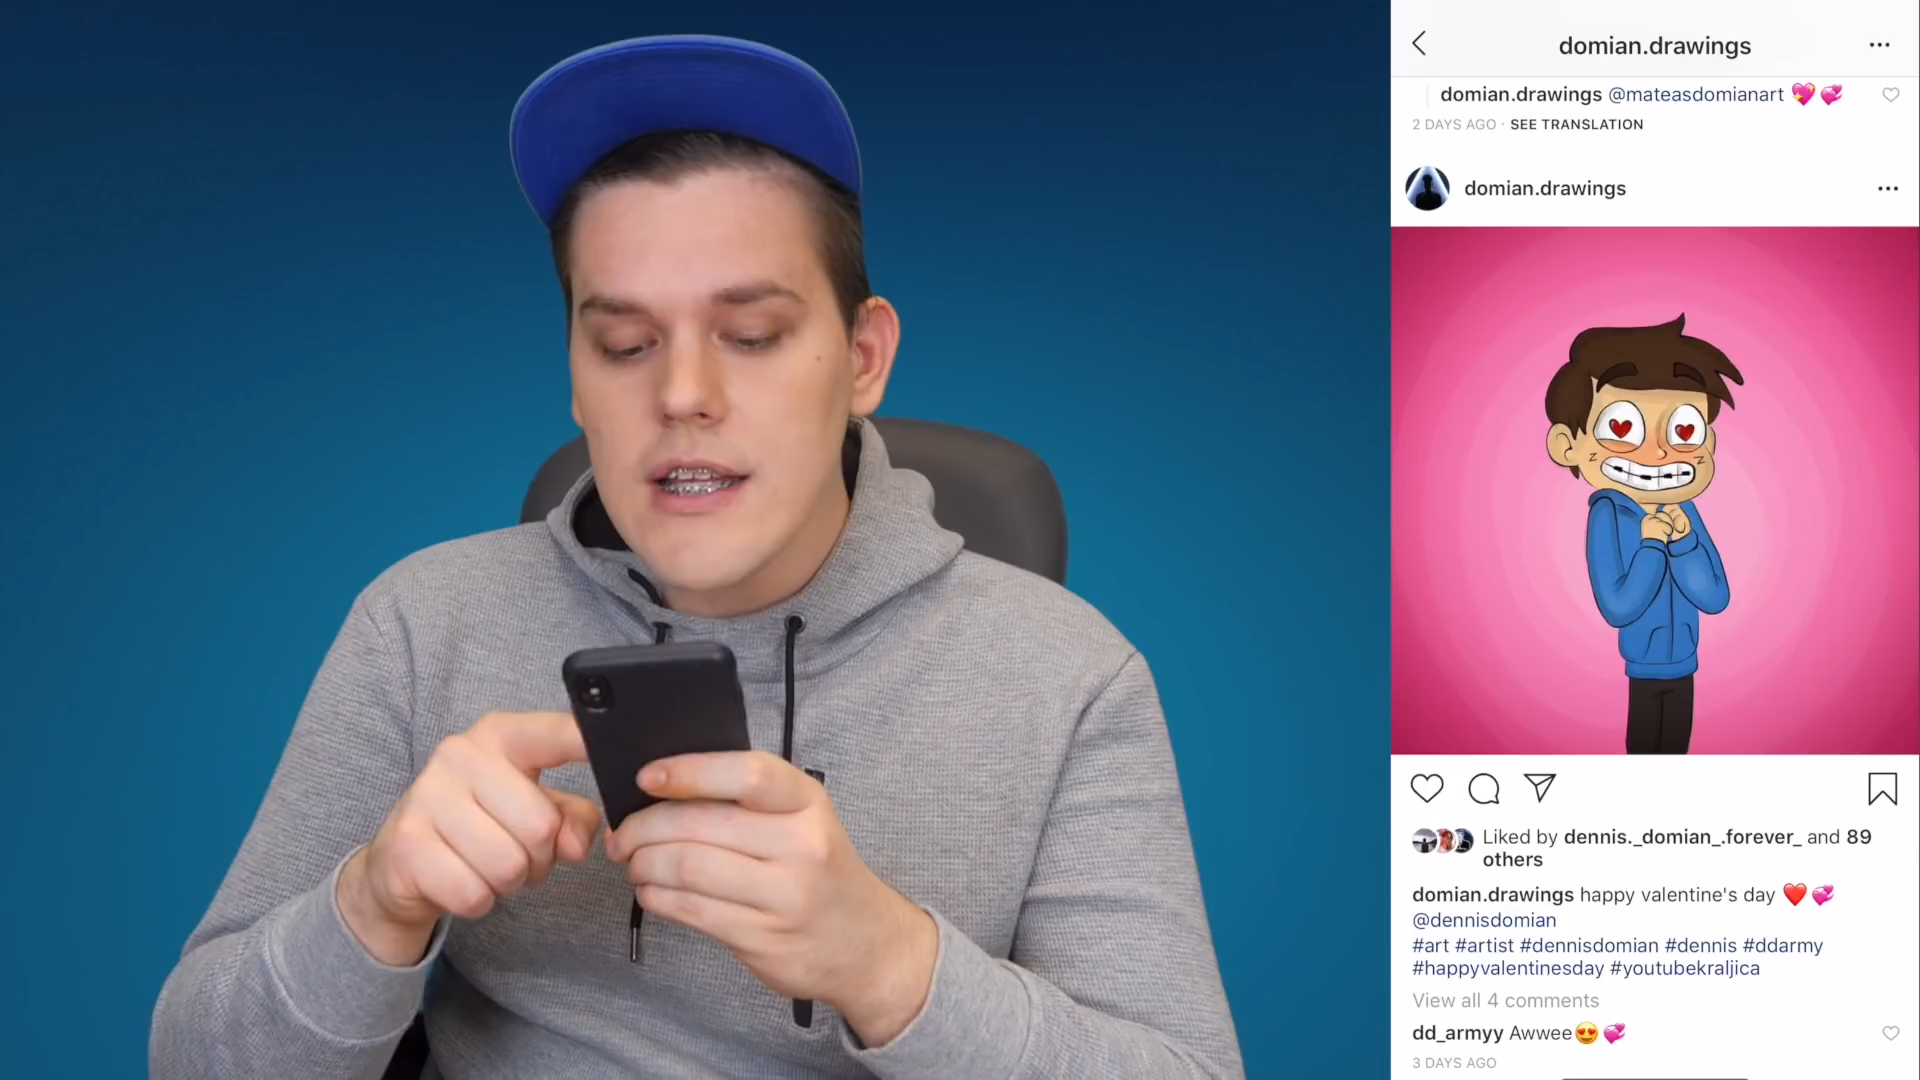 domian.drawings
domian.drawings @mateasdomianart 💖 💞
2 DAYS AGO · SEE TRANSLATION
domian.drawings
Liked by dennis._domian_.forever_ and 89
others
domian.drawings happy valentine's day ❤️ 💞
@dennisdomian
#art #artist #dennisdomian #dennis #ddarmy
#happyvalentinesday #youtubekraljica
View all 4 comments
dd_armyy Awwee😍 💞
3 DAYS AGO